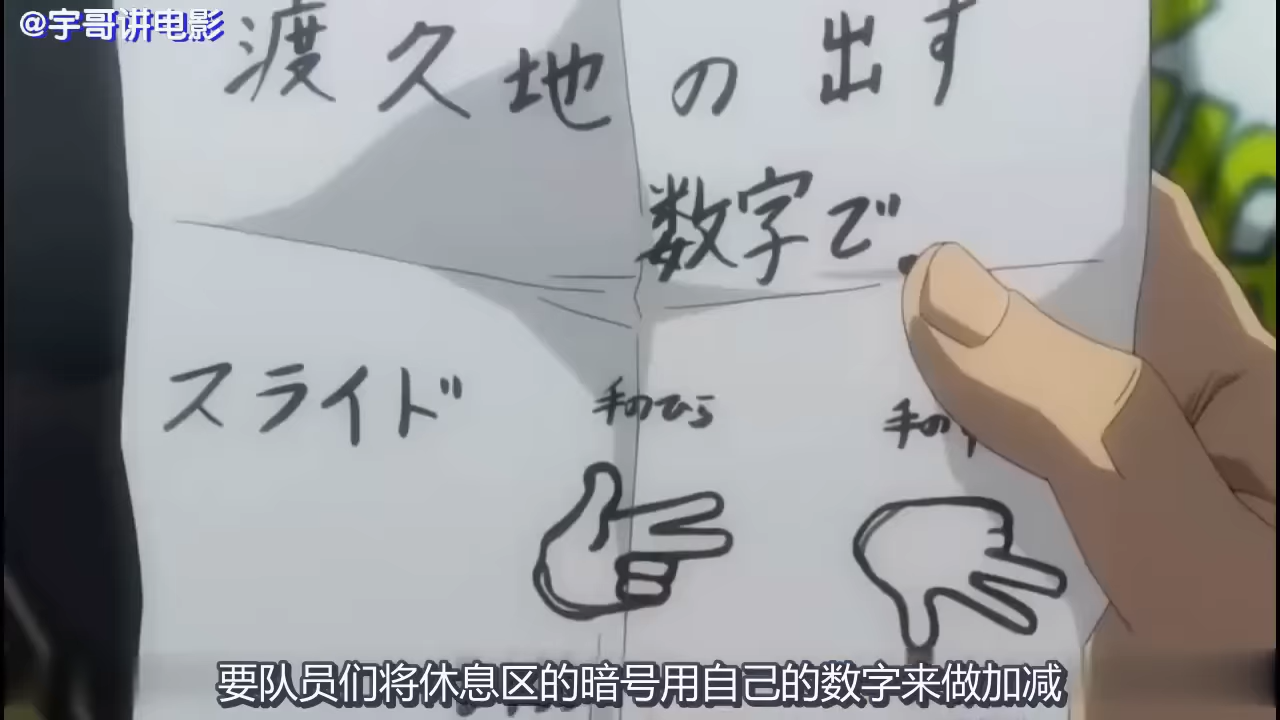 @宇哥讲电影
渡久地の出す
数字で
スライド
手のひら
手の
要队员们将休息区的暗号用自己的数字来做加减